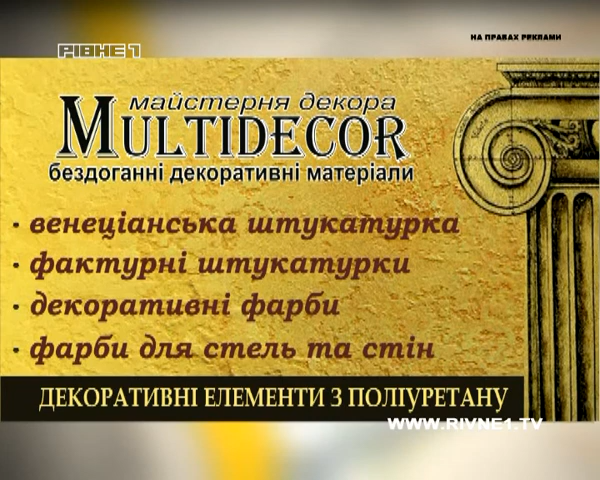 НА ПРАВАХ РЕКЛАМИ
РІВНЕ 1
майстерня декора
MULTIDECOR
бездоганні декоративні матеріали
· венеціанська штукатурка
· фактурні штукатурки
· декоративні фарби
· фарби для стель та стін
ДЕКОРАТИВНІ ЕЛЕМЕНТИ З ПОЛІУРЕТАНУ
WWW.RIVNE1.TV